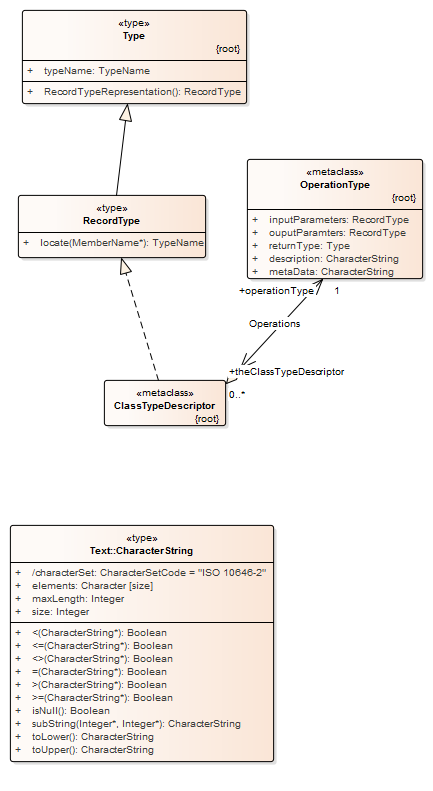 «type»
Type
{root}
+ typeName: TypeName
+ RecordTypeRepresentation(): RecordType
«type»
RecordType
+ locate(MemberName*): TypeName
«metaclass»
OperationType
{root}
+ inputParameters: RecordType
+ ouputParamters: RecordType
+ returnType: Type
+ description: CharacterString
+ metaData: CharacterString
+operationType 1
Operations
+theClassTypeDescriptor
0..*
«metaclass»
ClassTypeDescriptor
{root}
«type»
Text::CharacterString
+ /characterSet: CharacterSetCode = "ISO 10646-2"
+ elements: Character [size]
+ maxLength: Integer
+ size: Integer
+ <(CharacterString*): Boolean
+ <=(CharacterString*): Boolean
+ <>(CharacterString*): Boolean
+ =(CharacterString*): Boolean
+ >(CharacterString*): Boolean
+ >=(CharacterString*): Boolean
+ isNull(): Boolean
+ subString(Integer*, Integer*): CharacterString
+ toLower(): CharacterString
+ toUpper(): CharacterString